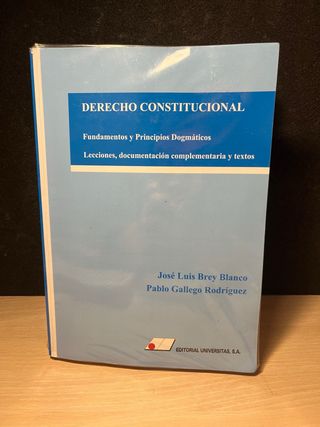 DERECHO CONSTITUCIONAL
Fundamentos y Principios Dogmáticos
Lecciones, documentación complementaria y textos
José Luis Brey Blanco
Pablo Gallego Rodríguez
EDITORIAL UNIVERSITAS, S.A.